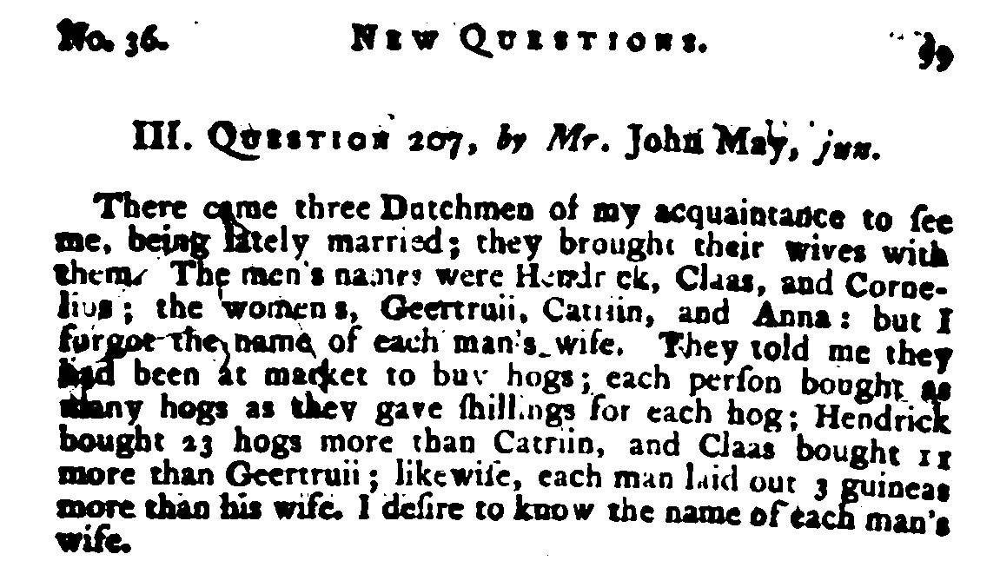 No. 36. NEW QUESTIONS. 99
III. QUESTION 207, by Mr. John May, jun.
There came three Dutchmen of my acquaintance to ſee
me, being lately married; they brought their wives with
them. The men's names were Hendrick, Claas, and Corne-
lius; the womens, Geertruii, Catriin, and Anna: but I
forgot the name of each man's wife. They told me they
had been at market to buy hogs; each perſon bought as
many hogs as they gave ſhillings for each hog; Hendrick
bought 23 hogs more than Catriin, and Claas bought 11
more than Geertruii; likewiſe, each man laid out 3 guineas
more than his wife. I deſire to know the name of each man's
wife.